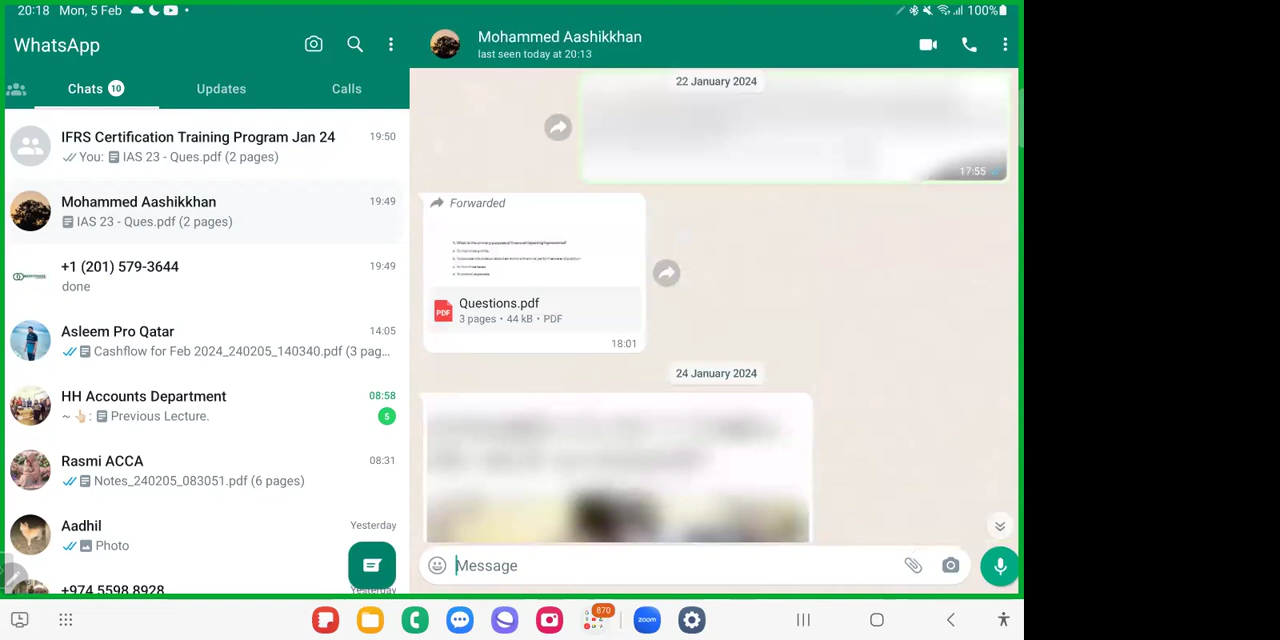 20:18 Mon, 5 Feb
100%
WhatsApp
Chats 10
Updates
Calls
IFRS Certification Training Program Jan 24 19:50
You: IAS 23 - Ques.pdf (2 pages)
Mohammed Aashikkhan 19:49
IAS 23 - Ques.pdf (2 pages)
+1 (201) 579-3644 19:49
done
Asleem Pro Qatar 14:05
Cashflow for Feb 2024_240205_140340.pdf (3 pag...
HH Accounts Department 08:58
~ 👆🏻: Previous Lecture. 5
Rasmi ACCA 08:31
Notes_240205_083051.pdf (6 pages)
Aadhil Yesterday
Photo
+974 5598 8928 Yesterday
Mohammed Aashikkhan
last seen today at 20:13
22 January 2024
17:55
Forwarded
PDF
Questions.pdf
3 pages • 44 kB • PDF
18:01
24 January 2024
Message
870
zoom